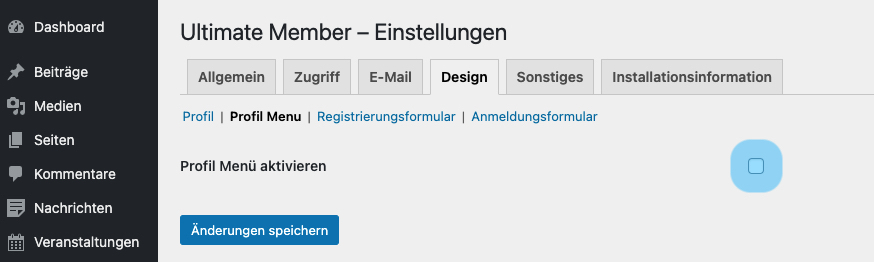 Dashboard
Beiträge
Medien
Seiten
Kommentare
Nachrichten
Veranstaltungen
Ultimate Member – Einstellungen
Allgemein Zugriff E-Mail Design Sonstiges Installationsinformation
Profil | Profil Menu | Registrierungsformular | Anmeldungsformular
Profil Menü aktivieren
Änderungen speichern